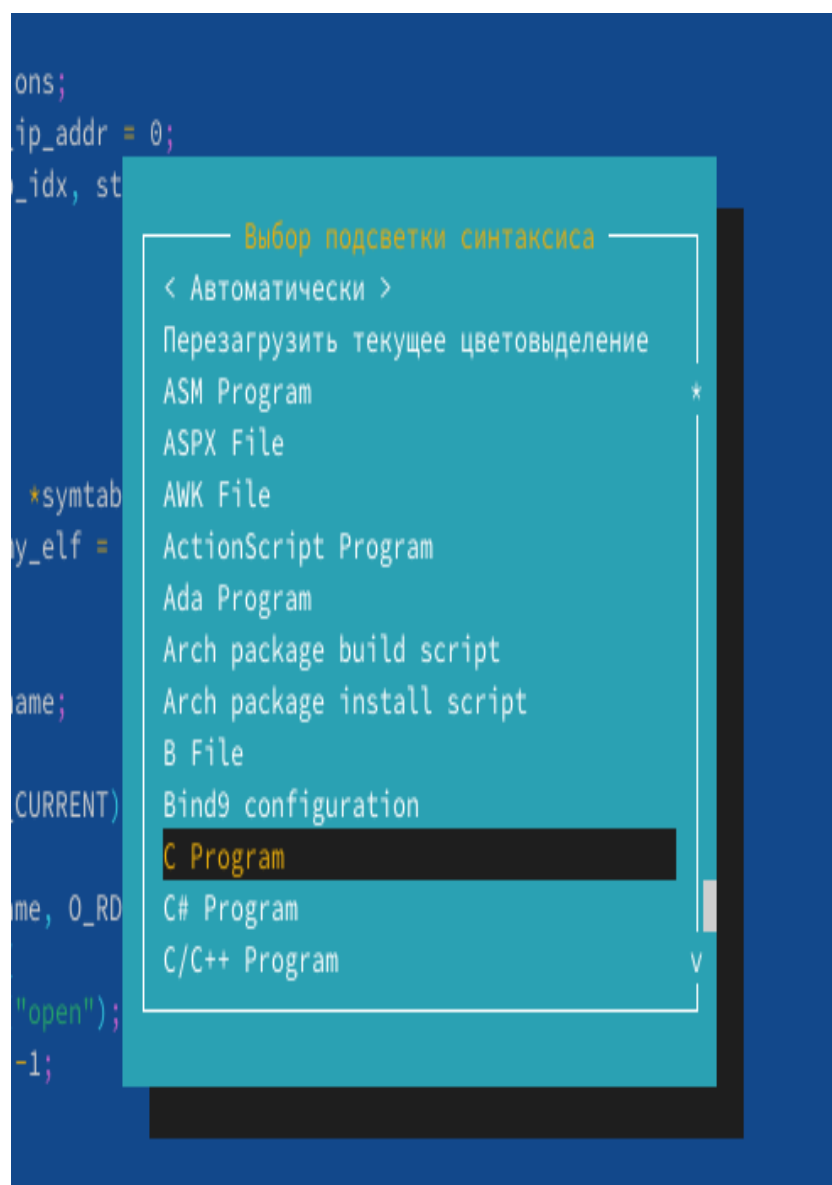 ons;
_ip_addr = 0;
_idx, st
Выбор подсветки синтаксиса
< Автоматически >
Перезагрузить текущее цветовыделение
ASM Program *
ASPX File
*symtab
AWK File
y_elf =
ActionScript Program
Ada Program
Arch package build script
ame;
Arch package install script
B File
_CURRENT)
Bind9 configuration
C Program
me, O_RD
C# Program
C/C++ Program v
"open");
-1;